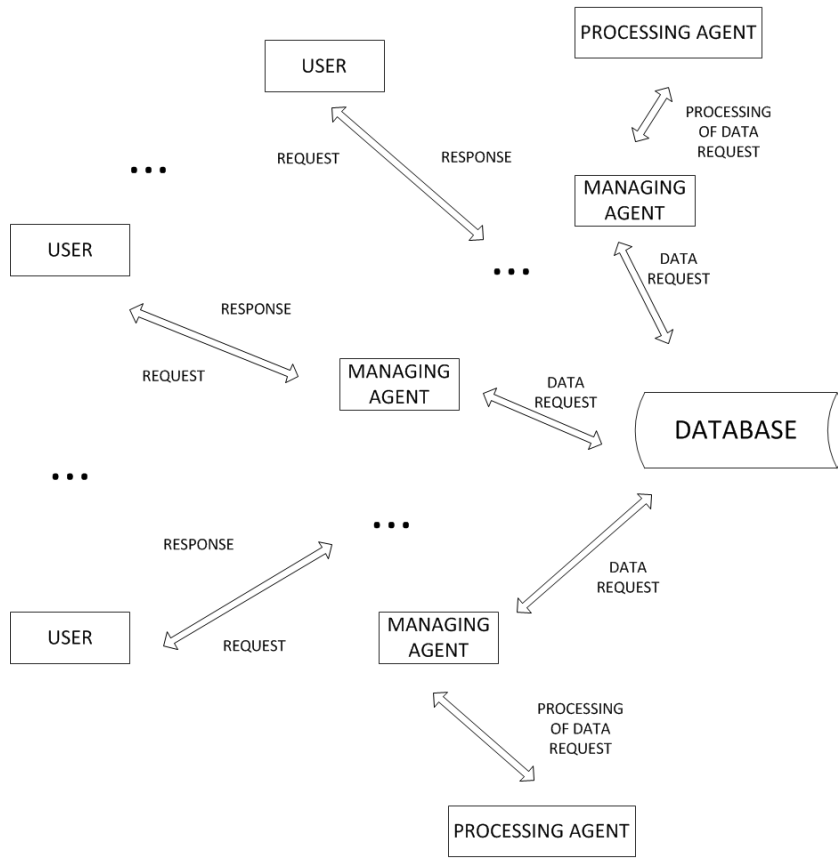 PROCESSING AGENT
USER
PROCESSING
OF DATA
REQUEST
REQUEST
RESPONSE
...
MANAGING
AGENT
USER
DATA
REQUEST
...
RESPONSE
REQUEST
MANAGING
AGENT
DATA
REQUEST
DATABASE
...
...
RESPONSE
DATA
REQUEST
USER
REQUEST
MANAGING
AGENT
PROCESSING
OF DATA
REQUEST
PROCESSING AGENT